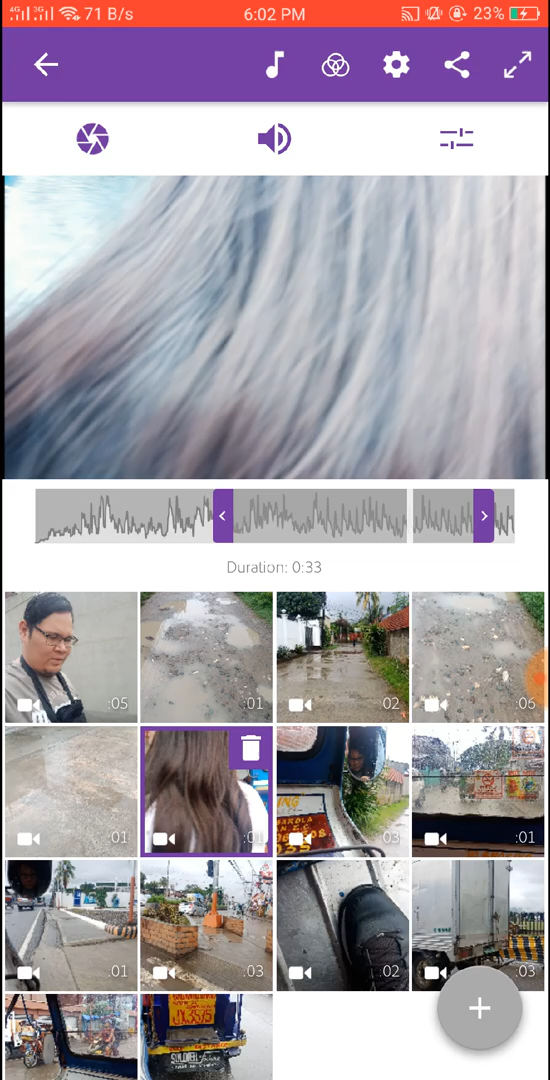 4G 3G 71 B/s 6:02 PM 23%
Duration: 0:33
:05 :01 02 :06
:01 :01 03 :01
:01 :03 02 :03